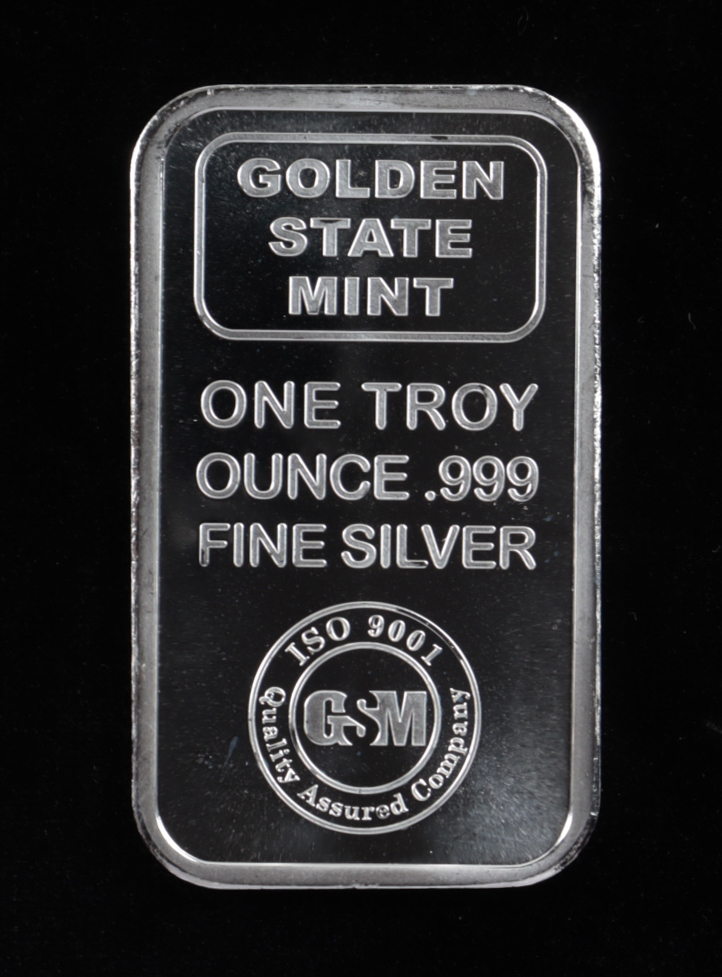 GOLDEN
STATE
MINT
ONE TROY
OUNCE .999
FINE SILVER
ISO 9001
GSM
Quality Assured Company